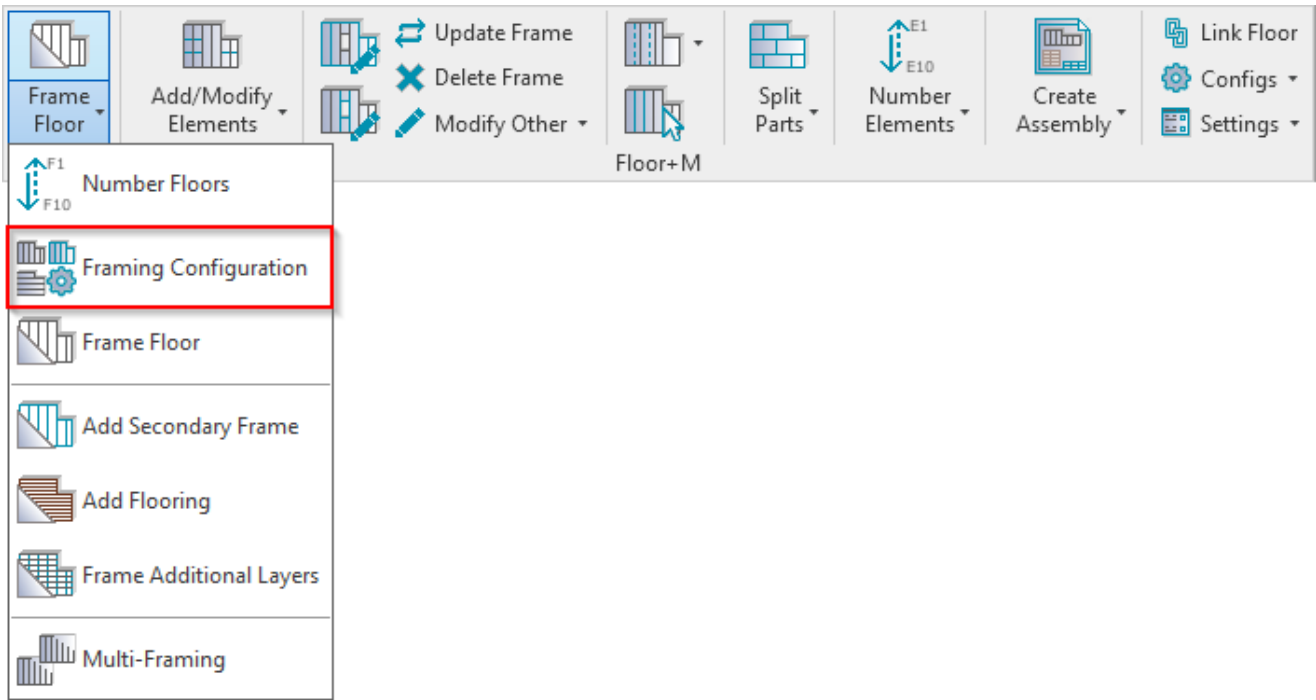 Frame
Floor
Add/Modify
Elements
Update Frame
Delete Frame
Modify Other
Split
Parts
E1
E10
Number
Elements
Create
Assembly
Link Floor
Configs
Settings
Floor+M
F1
F10
Number Floors
Framing Configuration
Frame Floor
Add Secondary Frame
Add Flooring
Frame Additional Layers
Multi-Framing